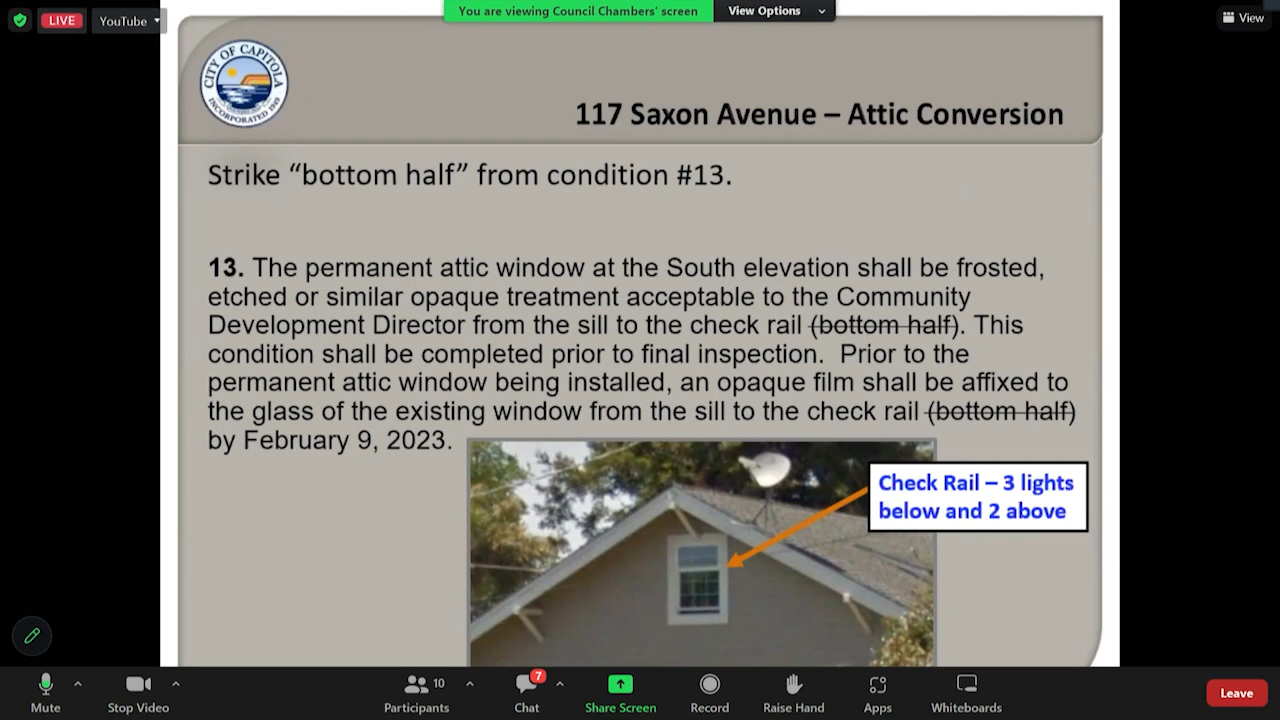 LIVE
YouTube
You are viewing Council Chambers' screen
View Options
View
CITY OF CAPITOLA
INCORPORATED 1949
117 Saxon Avenue – Attic Conversion
Strike “bottom half” from condition #13.
13. The permanent attic window at the South elevation shall be frosted,
etched or similar opaque treatment acceptable to the Community
Development Director from the sill to the check rail (bottom half). This
condition shall be completed prior to final inspection. Prior to the
permanent attic window being installed, an opaque film shall be affixed to
the glass of the existing window from the sill to the check rail (bottom half)
by February 9, 2023.
Check Rail – 3 lights
below and 2 above
Mute
Stop Video
10
Participants
7
Chat
Share Screen
Record
Raise Hand
Apps
Whiteboards
Leave